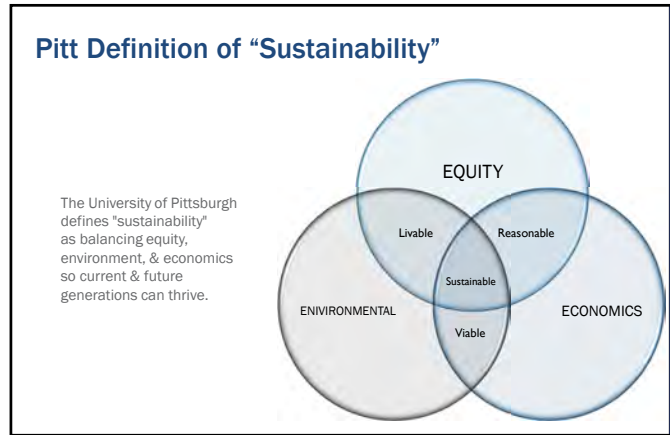 Pitt Definition of “Sustainability”
The University of Pittsburgh
defines "sustainability"
as balancing equity,
environment, & economics
so current & future
generations can thrive.
EQUITY
Livable
Reasonable
Sustainable
ENIVIRONMENTAL
ECONOMICS
Viable